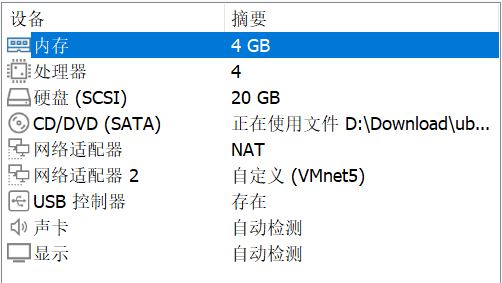 设备 摘要
内存 4 GB
处理器 4
硬盘 (SCSI) 20 GB
CD/DVD (SATA) 正在使用文件 D:\Download\ub...
网络适配器 NAT
网络适配器 2 自定义 (VMnet5)
USB 控制器 存在
声卡 自动检测
显示 自动检测